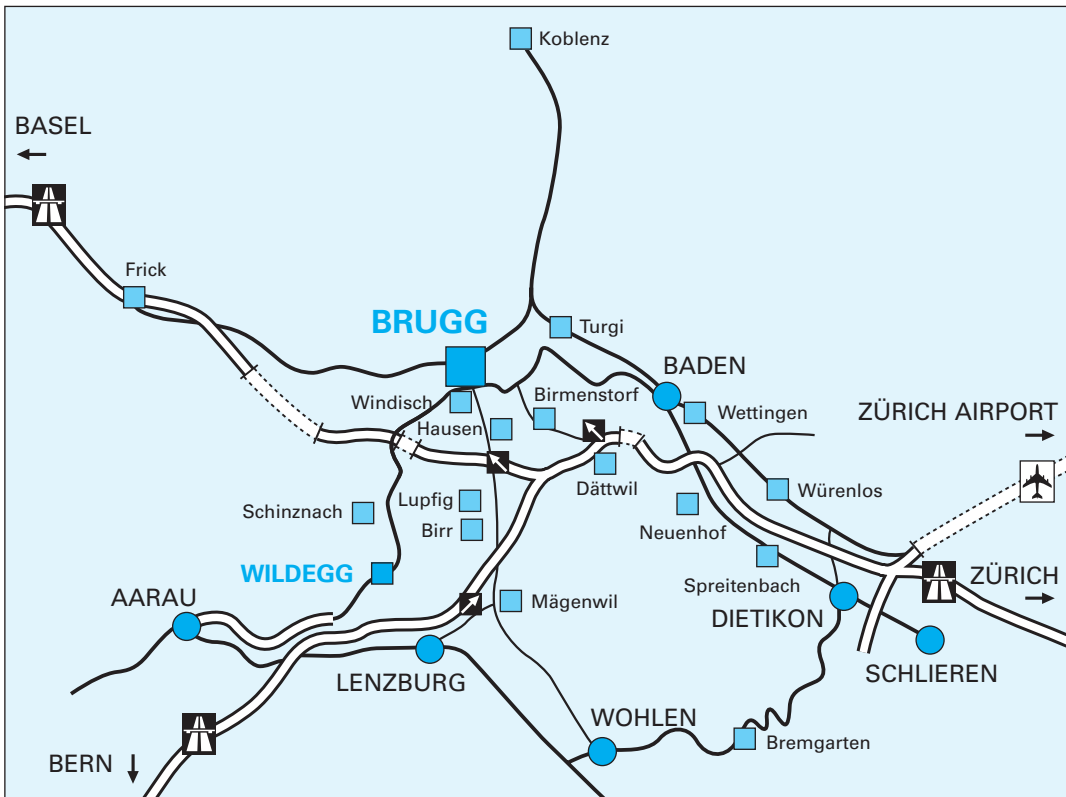 Koblenz
BASEL
Frick
BRUGG
Turgi
BADEN
Windisch
Birmenstorf
Wettingen
ZÜRICH AIRPORT
Hausen
Dättwil
Würenlos
Schinznach
Lupfig
Birr
Neuenhof
WILDEGG
Spreitenbach
ZÜRICH
AARAU
Mägenwil
DIETIKON
LENZBURG
SCHLIEREN
WOHLEN
Bremgarten
BERN